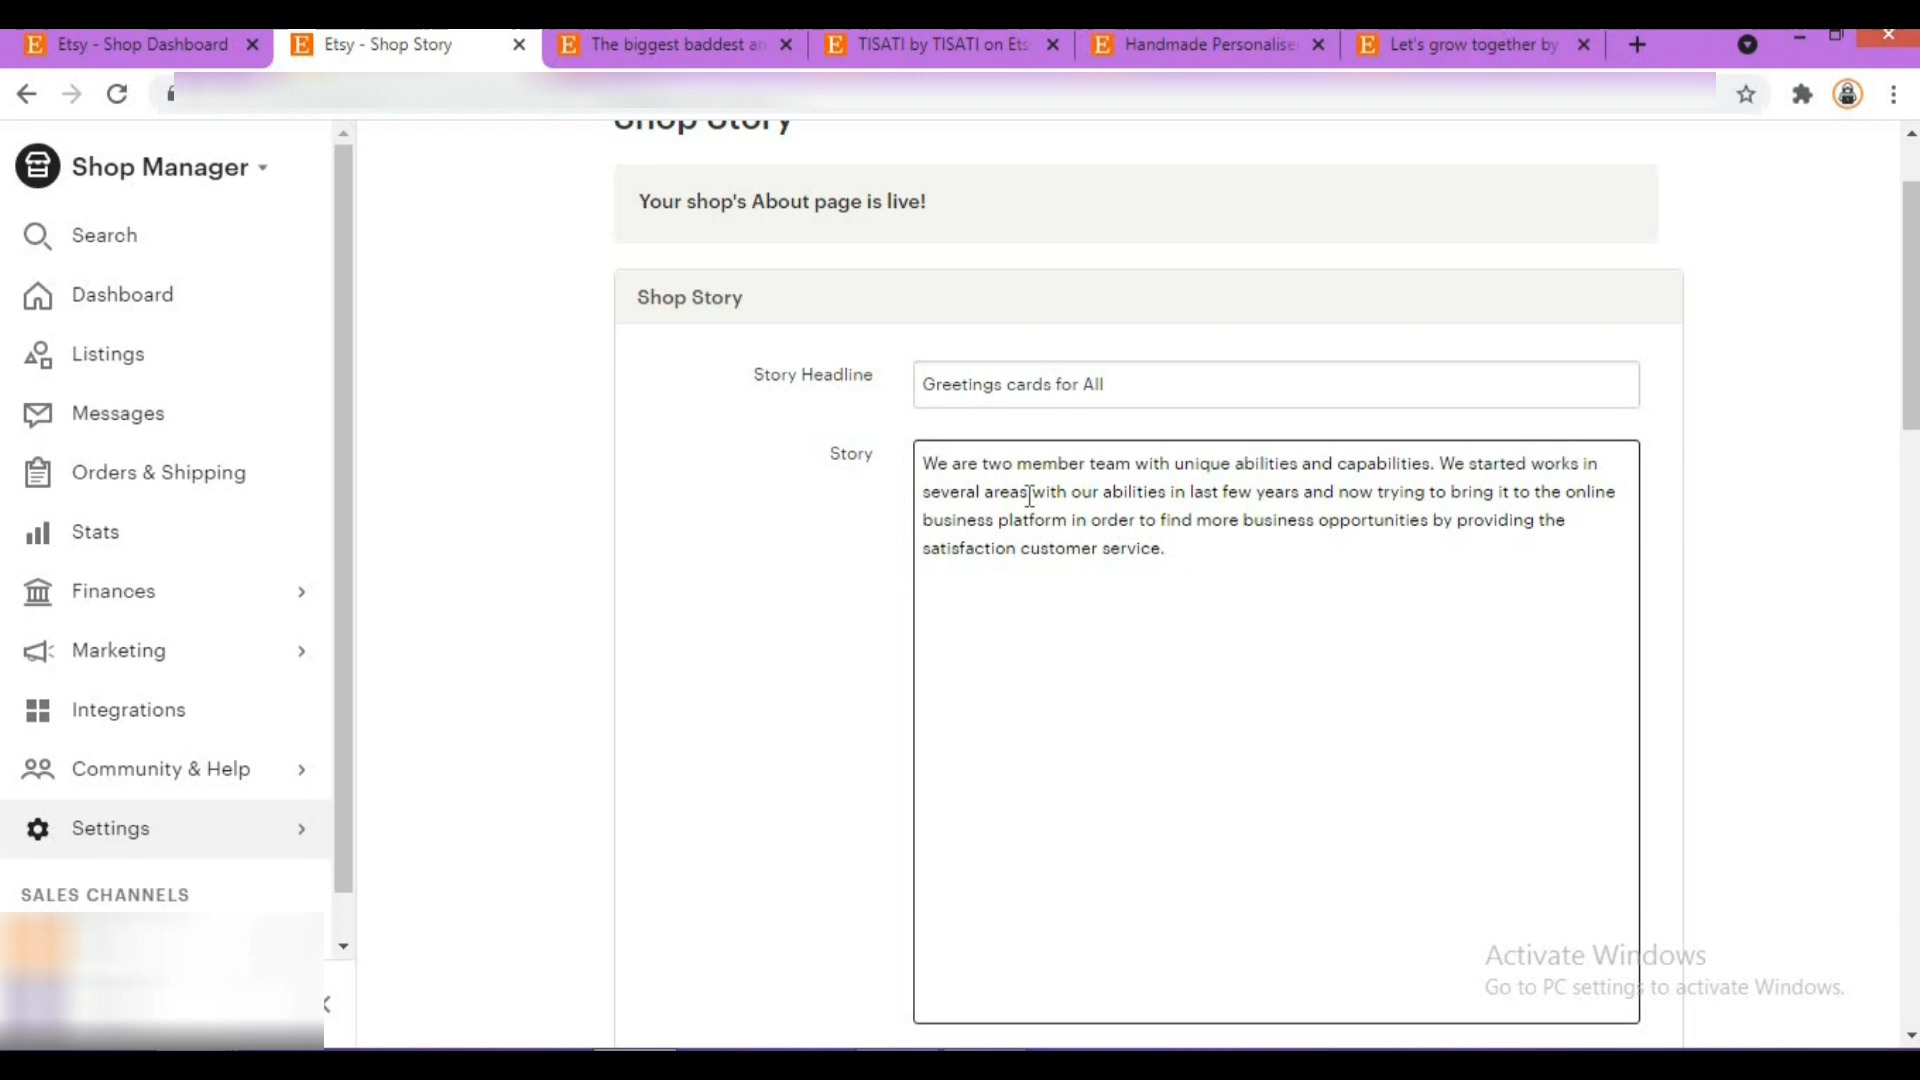 Etsy - Shop Dashboard
Etsy - Shop Story
The biggest baddest an
TISATI by TISATI on Ets
Handmade Personalise
Let's grow together by
Shop Story
Shop Manager
Search
Dashboard
Listings
Messages
Orders & Shipping
Stats
Finances
Marketing
Integrations
Community & Help
Settings
SALES CHANNELS
Your shop's About page is live!
Shop Story
Story Headline
Greetings cards for All
Story
We are two member team with unique abilities and capabilities. We started works in
several areas with our abilities in last few years and now trying to bring it to the online
business platform in order to find more business opportunities by providing the
satisfaction customer service.
Activate Windows
Go to PC settings to activate Windows.